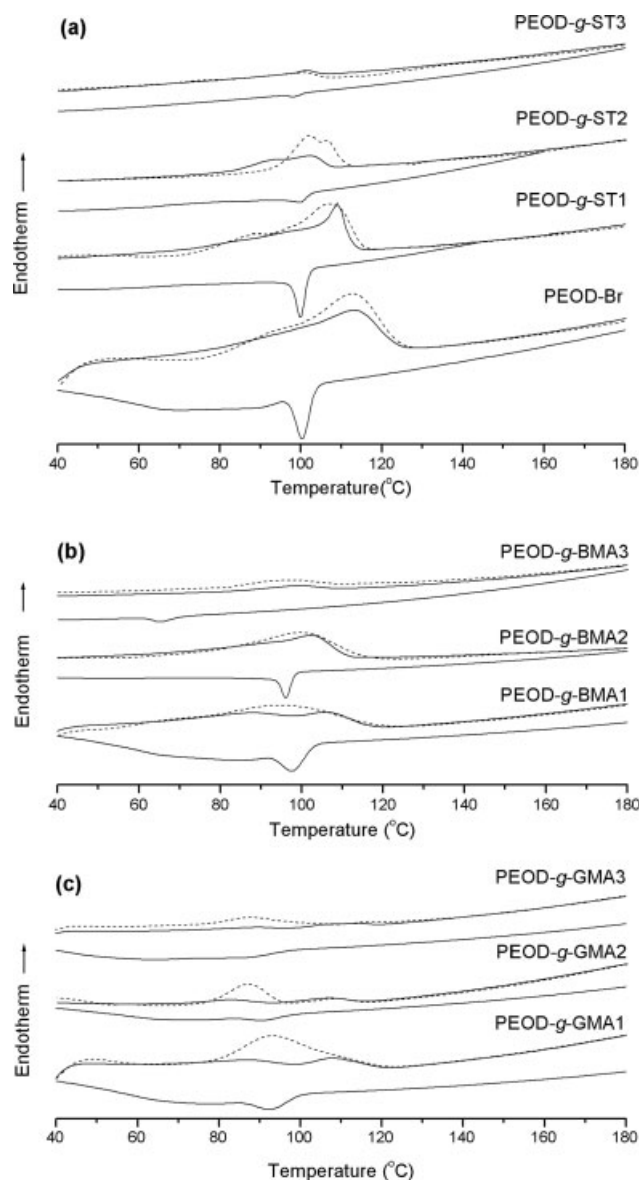 (a)
PEOD-g-ST3
PEOD-g-ST2
PEOD-g-ST1
PEOD-Br
Endotherm →
40 60 80 100 120 140 160 180
Temperature(°C)
(b)
PEOD-g-BMA3
PEOD-g-BMA2
PEOD-g-BMA1
Endotherm →
40 60 80 100 120 140 160 180
Temperature (°C)
(c)
PEOD-g-GMA3
PEOD-g-GMA2
PEOD-g-GMA1
Endotherm →
40 60 80 100 120 140 160 180
Temperature (°C)